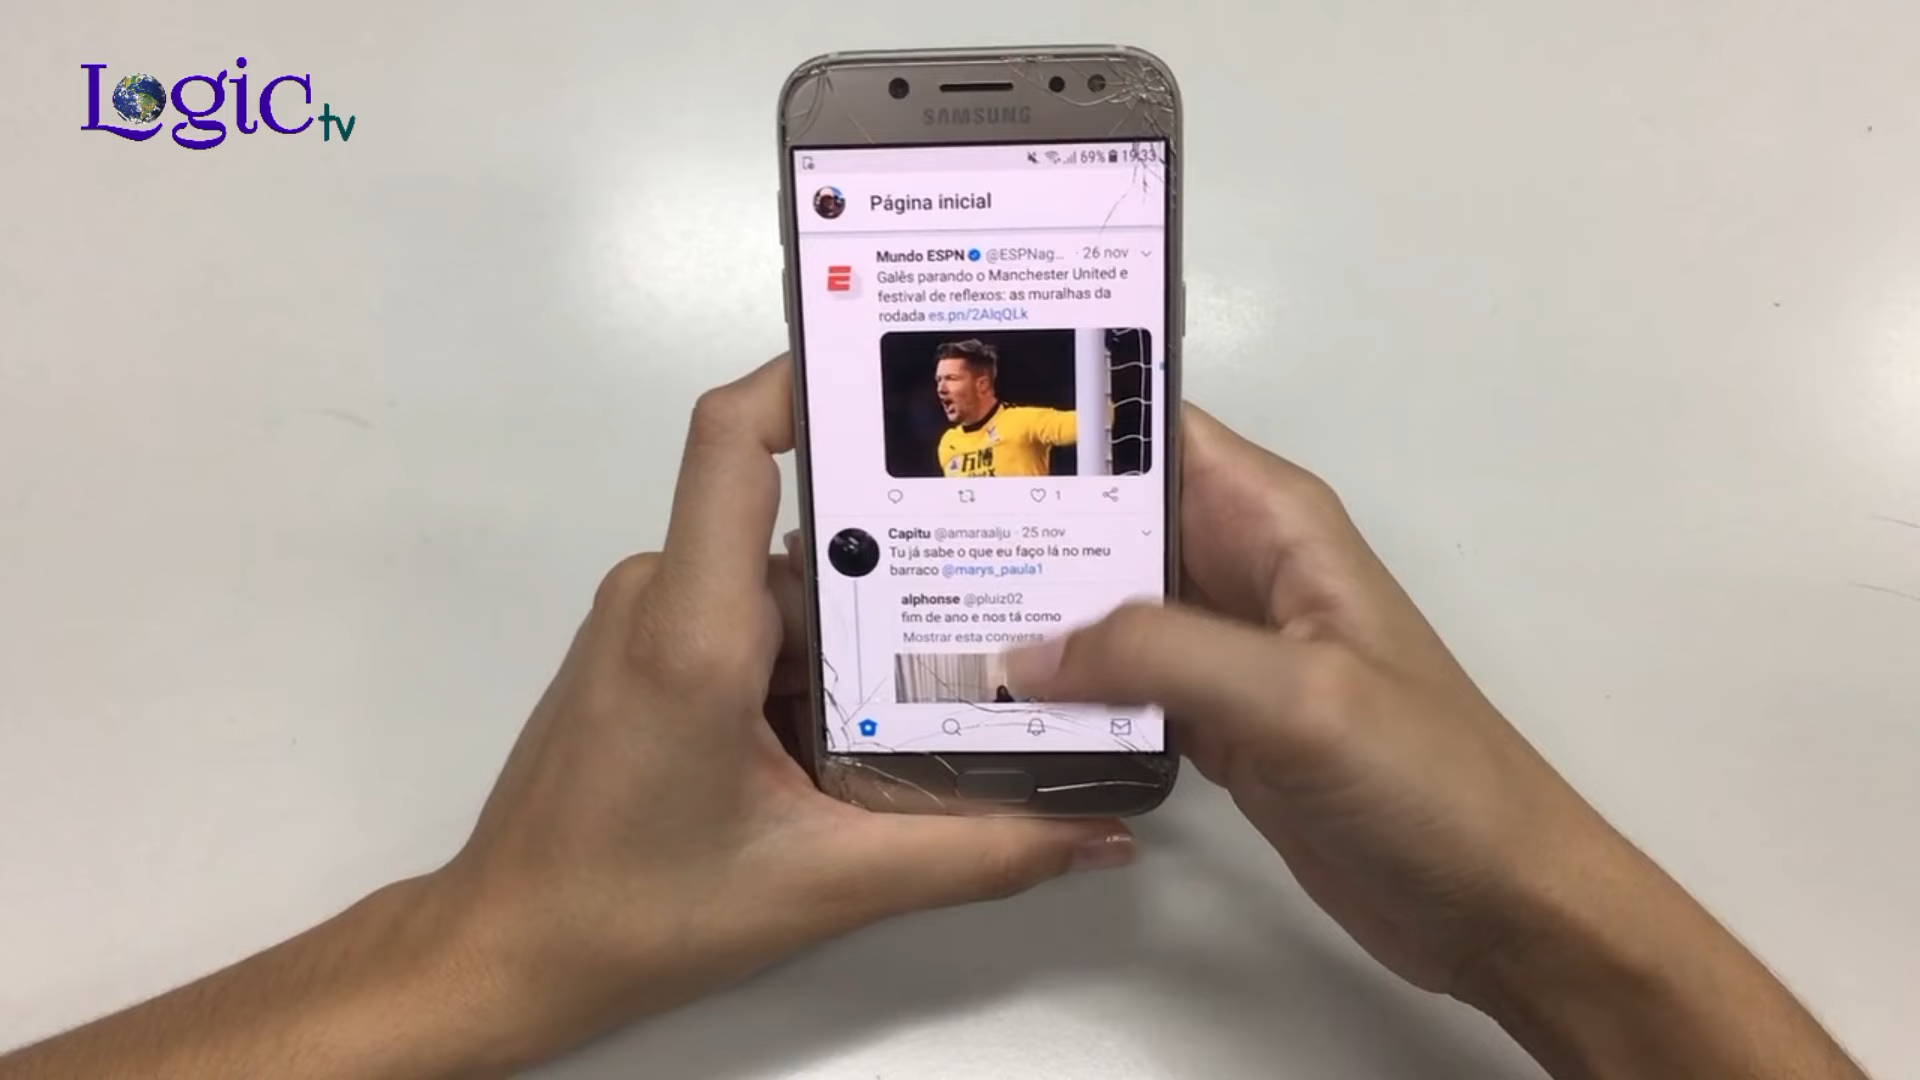 Logic tv
SAMSUNG
69% 19:33
Página inicial
Mundo ESPN @ESPNag... · 26 nov
Galês parando o Manchester United e
festival de reflexos: as muralhas da
rodada es.pn/2AlqQLk
万博
1
Capitu @amaraalju · 25 nov
Tu já sabe o que eu faço lá no meu
barraco @marys_paula1
alphonse @pluiz02
fim de ano e nos tá como
Mostrar esta conversa